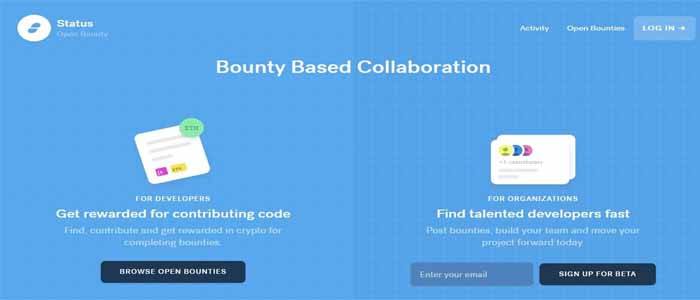 Status
Open Bounty
Activity
Open Bounties
LOG IN →
Bounty Based Collaboration
ETH
FOR DEVELOPERS
Get rewarded for contributing code
Find, contribute and get rewarded in crypto for
completing bounties.
BROWSE OPEN BOUNTIES
FOR ORGANIZATIONS
Find talented developers fast
Post bounties, build your team and move your
project forward today
Enter your email
SIGN UP FOR BETA